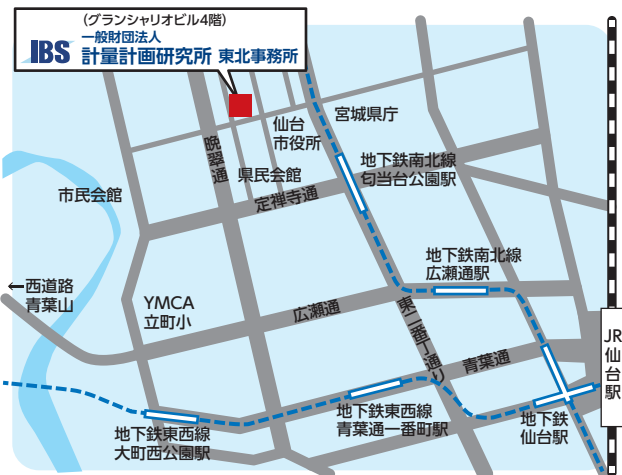 (グランシャリオビル4階)
IBS
一般財団法人
計量計画研究所 東北事務所
宮城県庁
仙台
市役所
晩翠通
県民会館
定禅寺通
地下鉄南北線
匂当台公園駅
市民会館
地下鉄南北線
広瀬通駅
←西道路
青葉山
YMCA
立町小
広瀬通
東二番丁通り
青葉通
JR
仙台駅
地下鉄東西線
大町西公園駅
地下鉄東西線
青葉通一番町駅
地下鉄
仙台駅